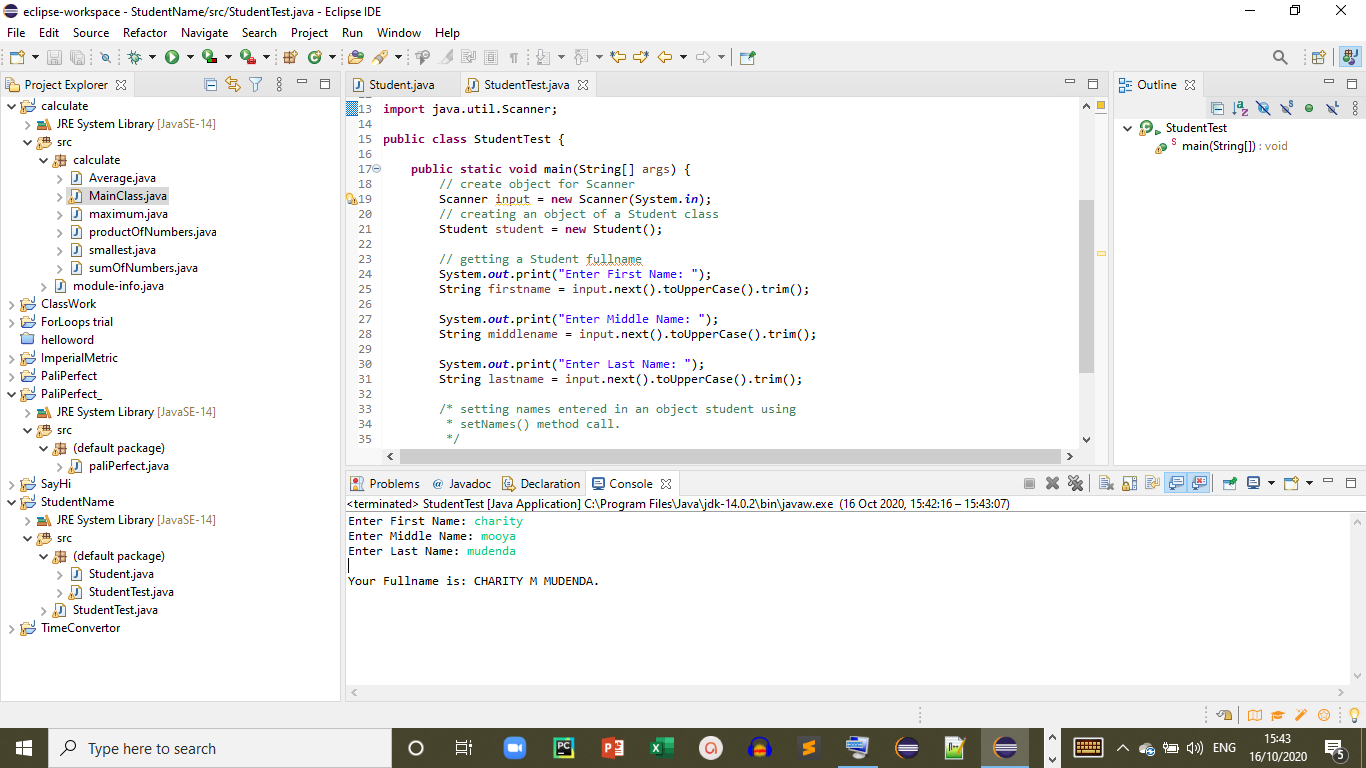 eclipse-workspace - StudentName/src/StudentTest.java - Eclipse IDE
File Edit Source Refactor Navigate Search Project Run Window Help
Project Explorer
calculate
JRE System Library [JavaSE-14]
src
calculate
Average.java
MainClass.java
maximum.java
productOfNumbers.java
smallest.java
sumOfNumbers.java
module-info.java
ClassWork
ForLoops trial
helloword
ImperialMetric
PaliPerfect
PaliPerfect_
JRE System Library [JavaSE-14]
src
(default package)
paliPerfect.java
SayHi
StudentName
JRE System Library [JavaSE-14]
src
(default package)
Student.java
StudentTest.java
StudentTest.java
TimeConvertor
Student.java StudentTest.java
13 import java.util.Scanner;
14
15 public class StudentTest {
16
17 public static void main(String[] args) {
18 // create object for Scanner
19 Scanner input = new Scanner(System.in);
20 // creating an object of a Student class
21 Student student = new Student();
22
23 // getting a Student fullname
24 System.out.print("Enter First Name: ");
25 String firstname = input.next().toUpperCase().trim();
26
27 System.out.print("Enter Middle Name: ");
28 String middlename = input.next().toUpperCase().trim();
29
30 System.out.print("Enter Last Name: ");
31 String lastname = input.next().toUpperCase().trim();
32
33 /* setting names entered in an object student using
34 * setNames() method call.
35 */
Outline
StudentTest
main(String[]) : void
Problems @ Javadoc Declaration Console
<terminated> StudentTest [Java Application] C:\Program Files\Java\jdk-14.0.2\bin\javaw.exe (16 Oct 2020, 15:42:16 – 15:43:07)
Enter First Name: charity
Enter Middle Name: mooya
Enter Last Name: mudenda
Your Fullname is: CHARITY M MUDENDA.
Type here to search
ENG
15:43
16/10/2020
5